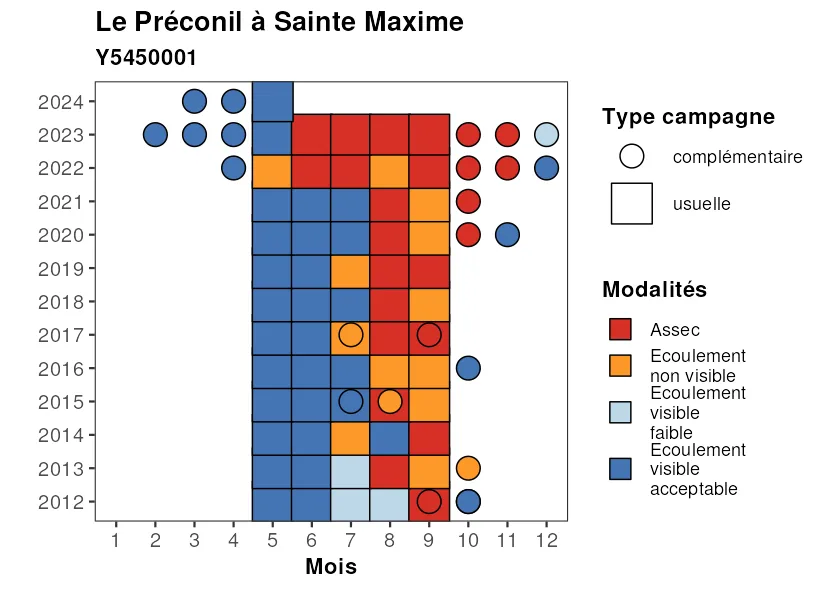 Le Préconil à Sainte Maxime
Y5450001
2024
2023
2022
2021
2020
2019
2018
2017
2016
2015
2014
2013
2012
1 2 3 4 5 6 7 8 9 10 11 12
Mois
Type campagne
complémentaire
usuelle
Modalités
Assec
Ecoulement
non visible
Ecoulement
visible
faible
Ecoulement
visible
acceptable